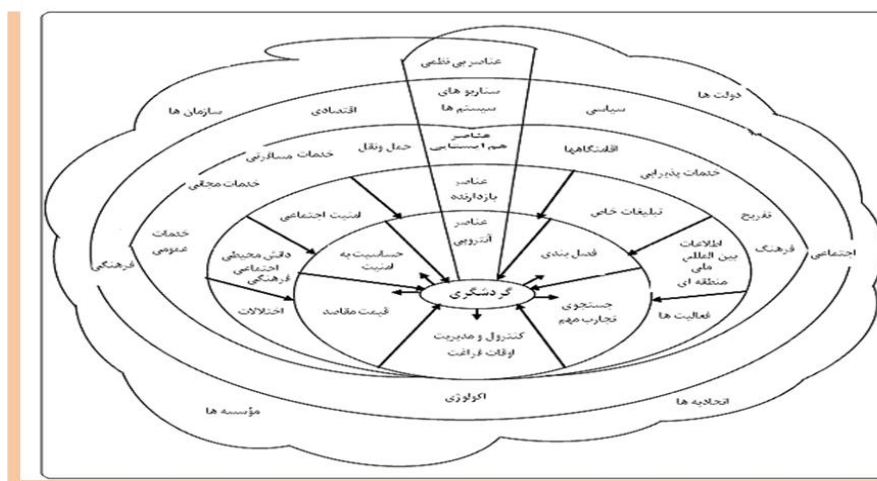 عناصر بی نظمی
دولت ها
سناریو های
سیستم ها
سیاسی
اقتصادی
سازمان ها
عناصر
هم ایستایی
اقامتگاهها
حمل ونقل
خدمات مسافرتی
خدمات پذیرایی
خدمات مخفی
عناصر
بازدارنده
تبلیغات خاص
امنیت اجتماعی
تفریح
عناصر
آنتروپی
خدمات
عمومی
فرهنگ
اجتماعی
اطلاعات
بین المللی
ملی
منطقه ای
فصل بندی
حساسیت به
امنیت
دانش محیطی
اجتماعی
فرهنگی
فرهنگی
گردشگری
جستجوی
تجارب مهم
فعالیت ها
قیمت مقاصد
اختلالات
کنترول و مدیریت
اوقات فراغت
اکولوژی
اتحادیه ها
مؤسسه ها